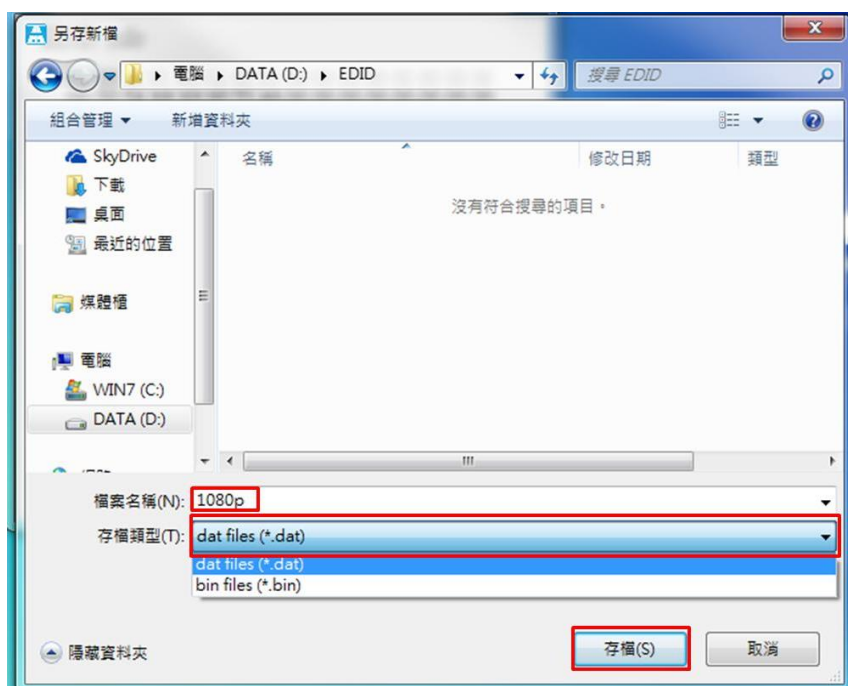 另存新檔
電腦 ▸ DATA (D:) ▸ EDID
搜尋 EDID
組合管理 ▼ 新增資料夾
SkyDrive
下載
桌面
最近的位置
媒體櫃
電腦
WIN7 (C:)
DATA (D:)
名稱 修改日期 類型
沒有符合搜尋的項目。
檔案名稱(N): 1080p
存檔類型(T): dat files (*.dat)
dat files (*.dat)
bin files (*.bin)
隱藏資料夾 存檔(S) 取消